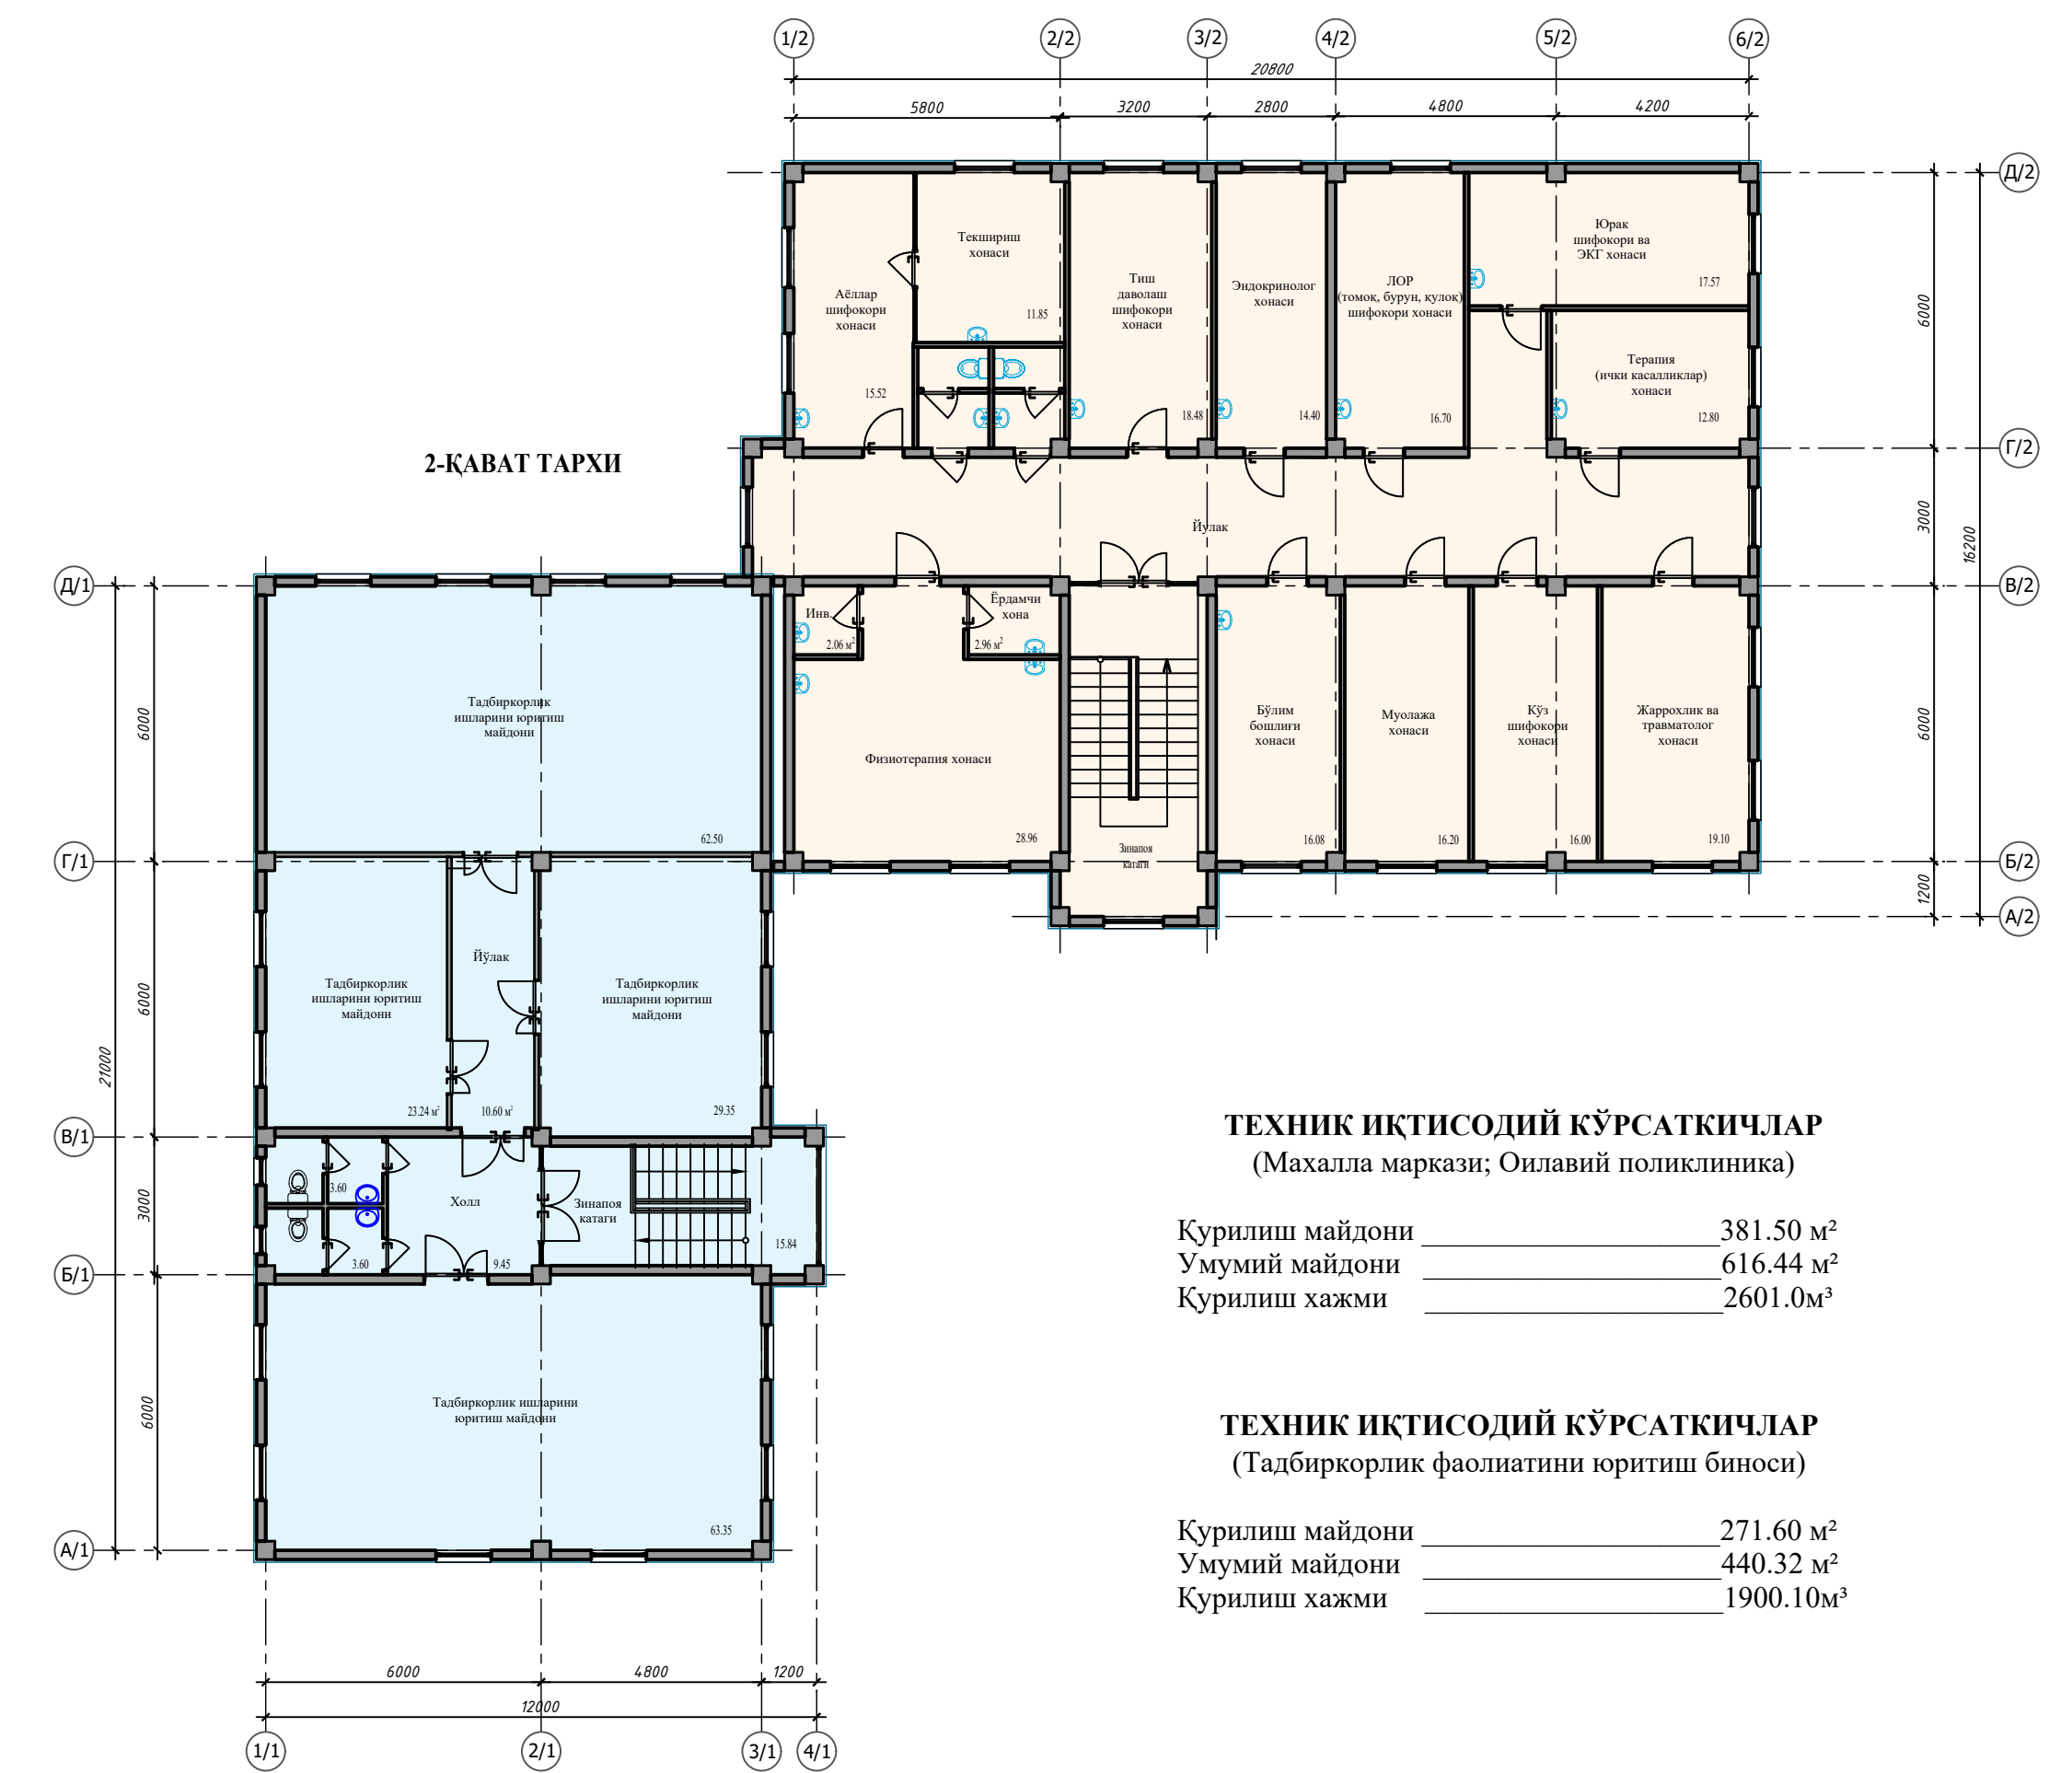 1/2 2/2 3/2 4/2 5/2 6/2
20800
5800 3200 2800 4800 4200
Д/2
Г/2
В/2
Б/2
А/2
6000
3000
6000
1200
16200
Аёллар
шифокори
хонаси
15.52
Текшириш
хонаси
11.85
Тиш
даволаш
шифокори
хонаси
18.48
Эндокринолог
хонаси
14.40
ЛОР
(томоқ, бурун, қулоқ)
шифокори хонаси
16.70
Юрак
шифокори ва
ЭКГ хонаси
17.57
Терапия
(ички касалликлар)
хонаси
12.80
2-ҚАВАТ ТАРХИ
Йулак
Инв.
2.06 м²
Ёрдамчи
хона
2.96 м²
Физиотерапия хонаси
28.96
Зинапоя
катаги
Бўлим
бошлиғи
хонаси
16.08
Муолажа
хонаси
16.20
Кўз
шифокори
хонаси
16.00
Жаррохлик ва
травматолог
хонаси
19.10
Д/1
Г/1
В/1
Б/1
А/1
6000
6000
3000
6000
21000
Тадбиркорлик
ишларини юритиш
майдони
62.50
Тадбиркорлик
ишларини юритиш
майдони
23.24 м²
Йўлак
10.60 м²
Тадбиркорлик
ишларини юритиш
майдони
29.35
3.60
3.60
Холл
9.45
Зинапоя
катаги
15.84
Тадбиркорлик ишларини
юритиш майдони
63.35
6000 4800 1200
12000
1/1 2/1 3/1 4/1
ТЕХНИК ИҚТИСОДИЙ КЎРСАТКИЧЛАР
(Махалла маркази; Оилавий поликлиника)
Қурилиш майдони ____________________381.50 м²
Умумий майдони ____________________616.44 м²
Қурилиш хажми ____________________2601.0м³
ТЕХНИК ИҚТИСОДИЙ КЎРСАТКИЧЛАР
(Тадбиркорлик фаолиатини юритиш биноси)
Қурилиш майдони ____________________271.60 м²
Умумий майдони ____________________440.32 м²
Қурилиш хажми ____________________1900.10м³